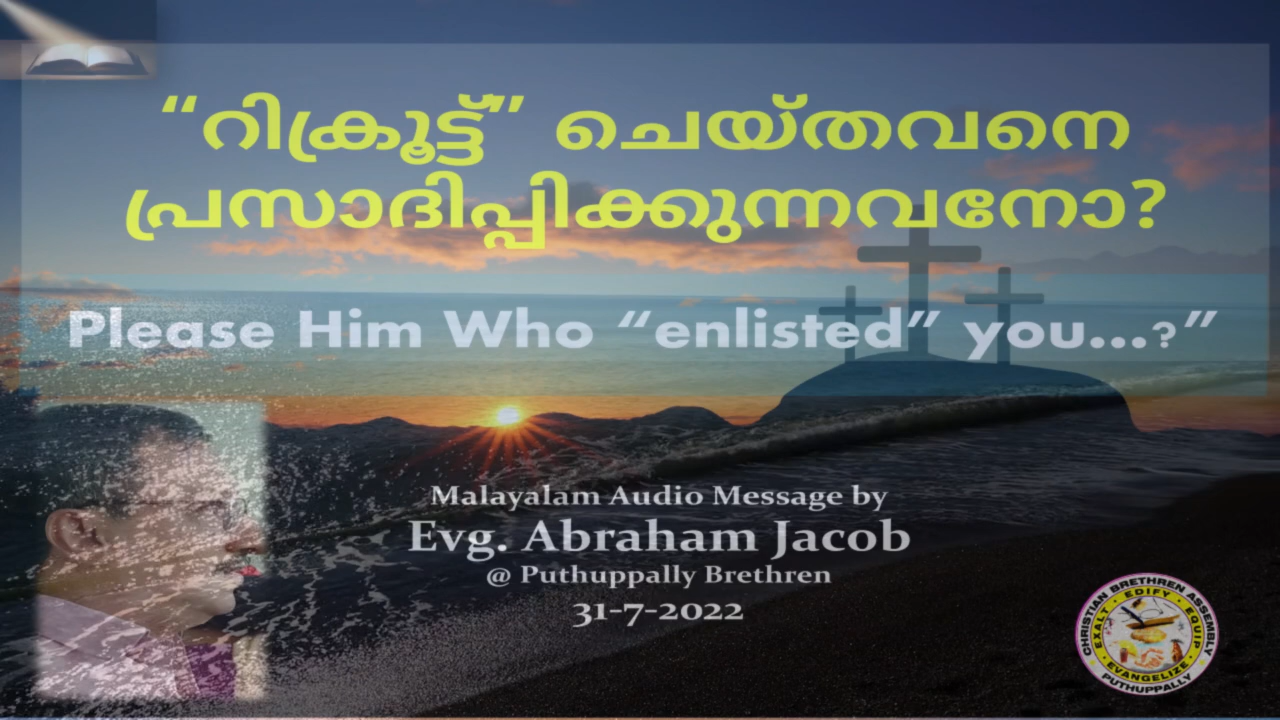 “റിക്രൂട്ട്” ചെയ്തവനെ
പ്രസാദിപ്പിക്കുന്നവനോ?
Please Him Who “enlisted” you...?”
Malayalam Audio Message by
Evg. Abraham Jacob
@ Puthuppally Brethren
31-7-2022
CHRISTIAN BRETHREN ASSEMBLY
EXALT · EDIFY · EQUIP
· EVANGELIZE ·
PUTHUPPALLY